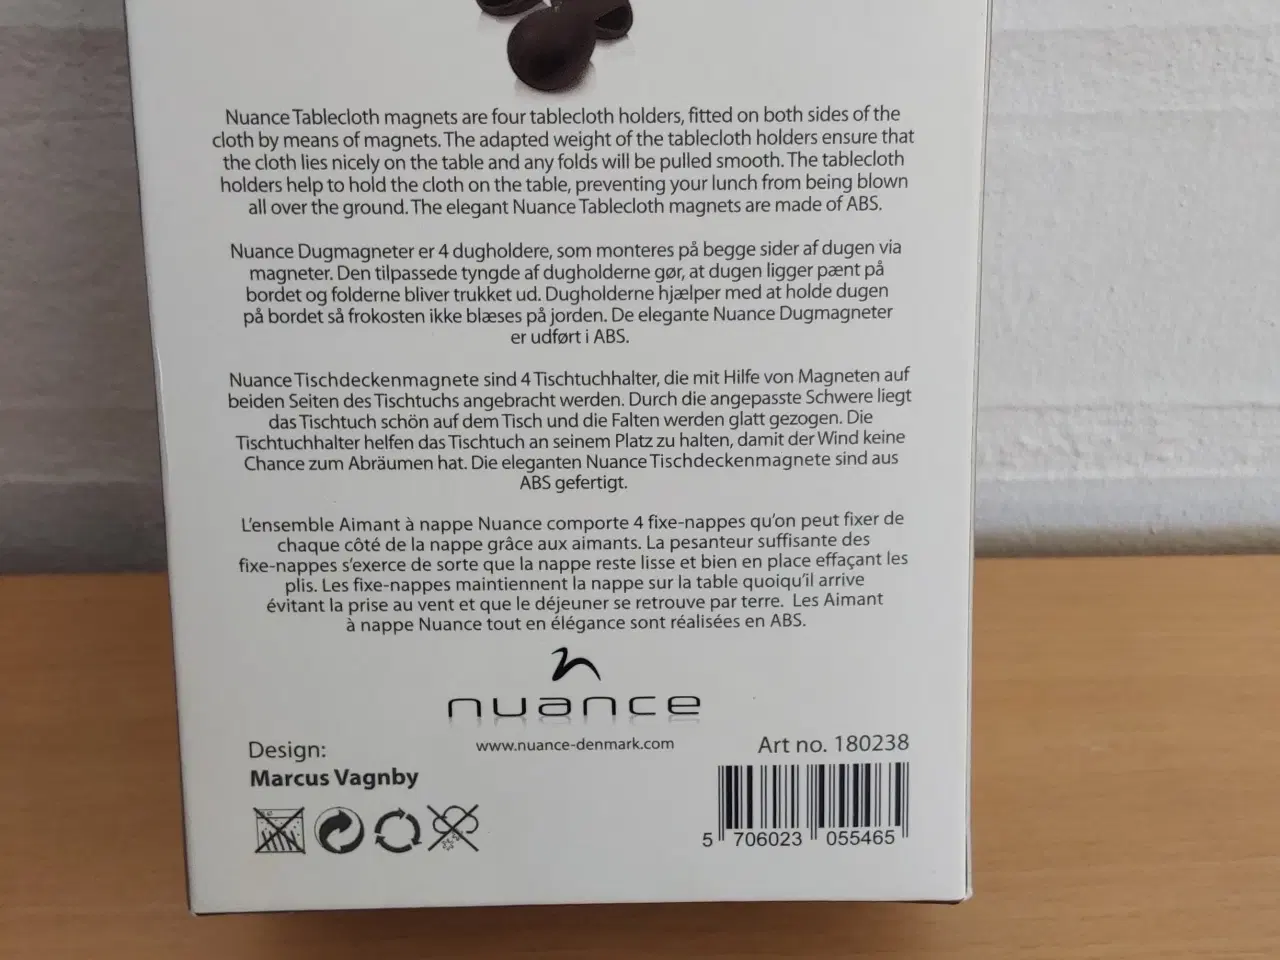 Nuance Tablecloth magnets are four tablecloth holders, fitted on both sides of the
cloth by means of magnets. The adapted weight of the tablecloth holders ensure that
the cloth lies nicely on the table and any folds will be pulled smooth. The tablecloth
holders help to hold the cloth on the table, preventing your lunch from being blown
all over the ground. The elegant Nuance Tablecloth magnets are made of ABS.
Nuance Dugmagneter er 4 dugholdere, som monteres på begge sider af dugen via
magneter. Den tilpassede tyngde af dugholderne gør, at dugen ligger pænt på
bordet og folderne bliver trukket ud. Dugholderne hjælper med at holde dugen
på bordet så frokosten ikke blæses på jorden. De elegante Nuance Dugmagneter
er udført i ABS.
Nuance Tischdeckenmagnete sind 4 Tischtuchhalter, die mit Hilfe von Magneten auf
beiden Seiten des Tischtuchs angebracht werden. Durch die angepasste Schwere liegt
das Tischtuch schön auf dem Tisch und die Falten werden glatt gezogen. Die
Tischtuchhalter helfen das Tischtuch an seinem Platz zu halten, damit der Wind keine
Chance zum Abräumen hat. Die eleganten Nuance Tischdeckenmagnete sind aus
ABS gefertigt.
L'ensemble Aimant à nappe Nuance comporte 4 fixe-nappes qu'on peut fixer de
chaque côté de la nappe grâce aux aimants. La pesanteur suffisante des
fixe-nappes s'exerce de sorte que la nappe reste lisse et bien en place effaçant les
plis. Les fixe-nappes maintiennent la nappe sur la table quoiqu'il arrive
évitant la prise au vent et que le déjeuner se retrouve par terre. Les Aimant
à nappe Nuance tout en élégance sont réalisées en ABS.
nuance
www.nuance-denmark.com
Design:
Marcus Vagnby
Art no. 180238
5 706023 055465